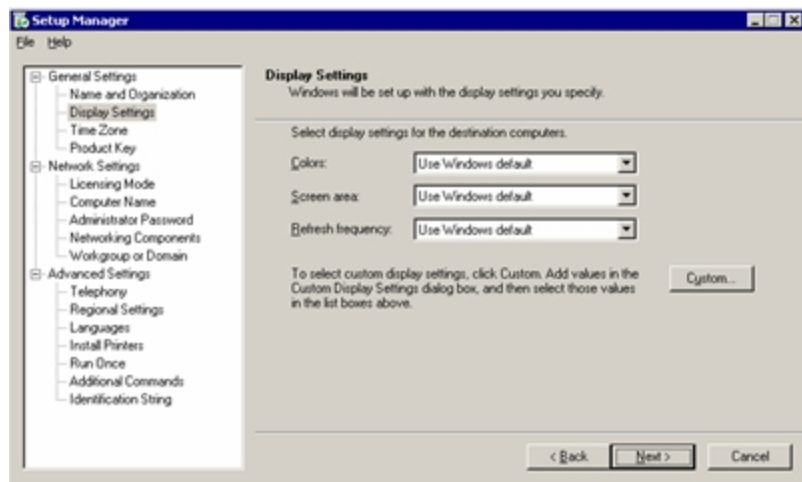 Setup Manager
File Help
General Settings
Name and Organization
Display Settings
Time Zone
Product Key
Network Settings
Licensing Mode
Computer Name
Administrator Password
Networking Components
Workgroup or Domain
Advanced Settings
Telephony
Regional Settings
Languages
Install Printers
Run Once
Additional Commands
Identification String
Display Settings
Windows will be set up with the display settings you specify.
Select display settings for the destination computers.
Colors: Use Windows default
Screen area: Use Windows default
Refresh frequency: Use Windows default
To select custom display settings, click Custom. Add values in the
Custom Display Settings dialog box, and then select those values
in the list boxes above.
Custom...
< Back Next > Cancel